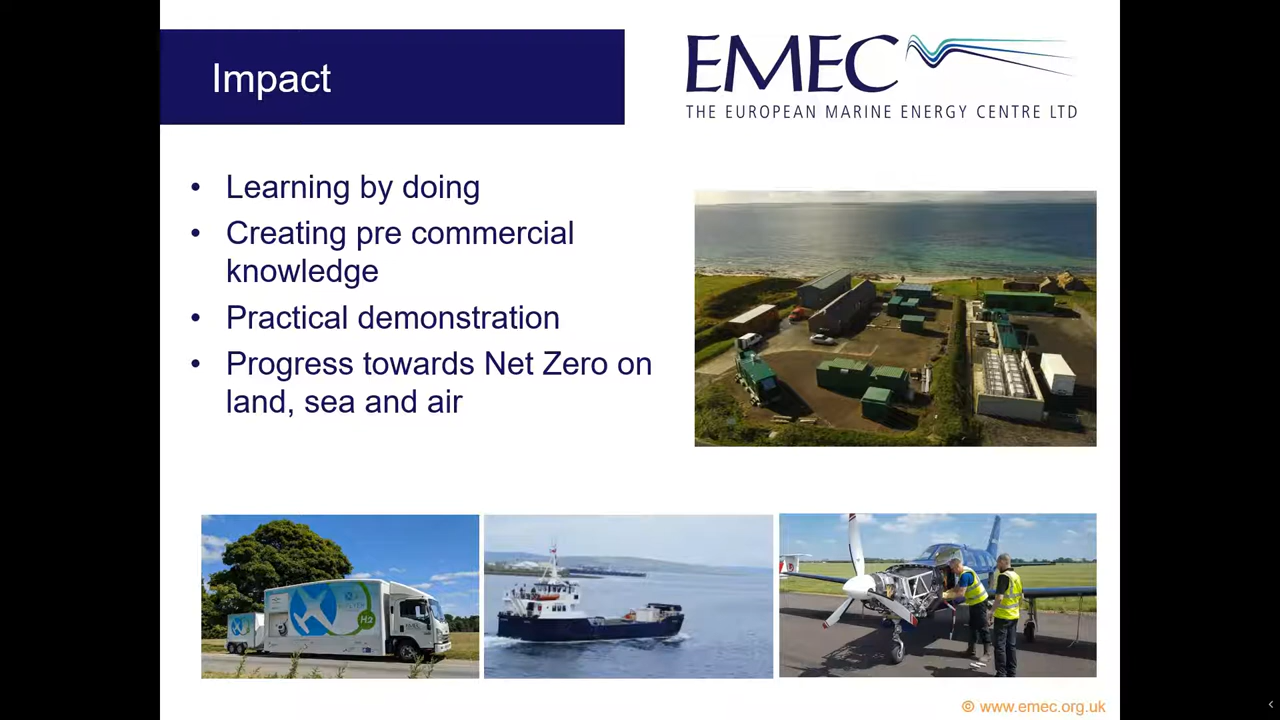 Impact
EMEC
THE EUROPEAN MARINE ENERGY CENTRE LTD
• Learning by doing
• Creating pre commercial
knowledge
• Practical demonstration
• Progress towards Net Zero on
land, sea and air
H2
© www.emec.org.uk